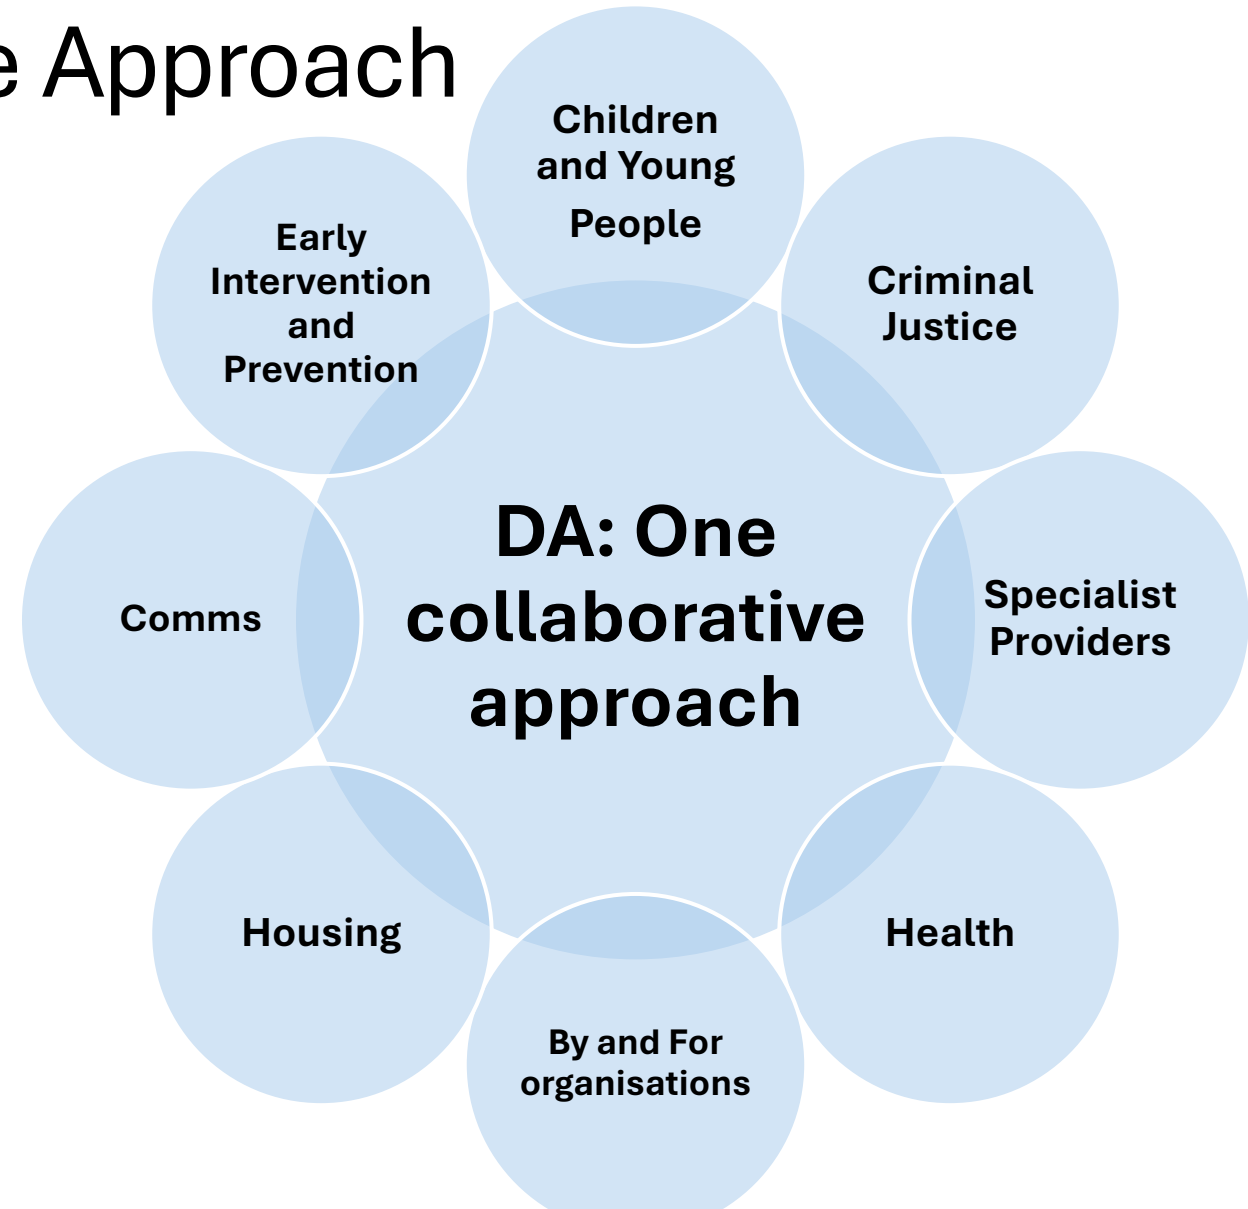 e Approach
Children
and Young
People
Criminal
Justice
Specialist
Providers
Health
By and For
organisations
Housing
Comms
Early
Intervention
and
Prevention
DA: One
collaborative
approach